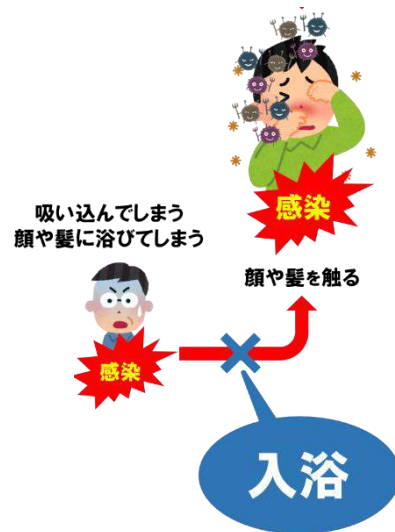 感染
顔や髪を触る
吸い込んでしまう
顔や髪に浴びてしまう
感染
入浴